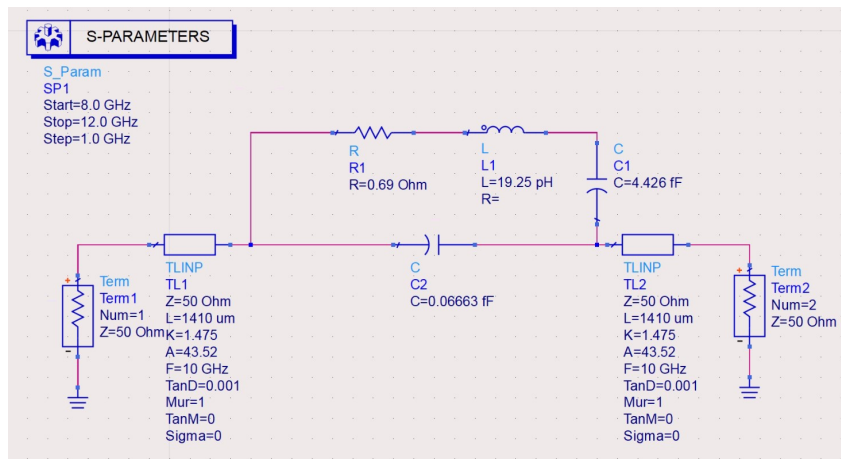 S-PARAMETERS
S_Param
SP1
Start=8.0 GHz
Stop=12.0 GHz
Step=1.0 GHz
R
R1
R=0.69 Ohm
L
L1
L=19.25 pH
R=
C
C1
C=4.426 fF
Term
Term1
Num=1
Z=50 Ohm
TLINP
TL1
Z=50 Ohm
L=1410 um
K=1.475
A=43.52
F=10 GHz
TanD=0.001
Mur=1
TanM=0
Sigma=0
C
C2
C=0.06663 fF
TLINP
TL2
Z=50 Ohm
L=1410 um
K=1.475
A=43.52
F=10 GHz
TanD=0.001
Mur=1
TanM=0
Sigma=0
Term
Term2
Num=2
Z=50 Ohm